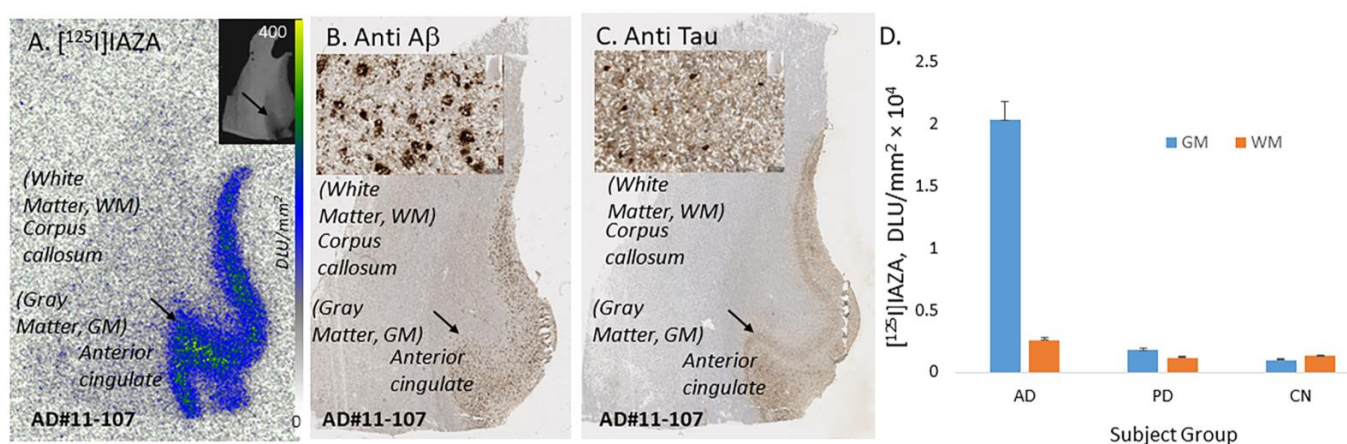 A. [¹²⁵I]IAZA
400
(White
Matter, WM)
Corpus
callosum
(Gray
Matter, GM)
Anterior
cingulate
DLU/mm²
0
AD#11-107
B. Anti Aβ
(White
Matter, WM)
Corpus
callosum
(Gray
Matter, GM)
Anterior
cingulate
AD#11-107
C. Anti Tau
(White
Matter, WM)
Corpus
callosum
(Gray
Matter, GM)
Anterior
cingulate
AD#11-107
D.
[¹²⁵I]IAZA, DLU/mm² × 10⁴
2.5
2
1.5
1
0.5
0
GM
WM
AD
PD
CN
Subject Group